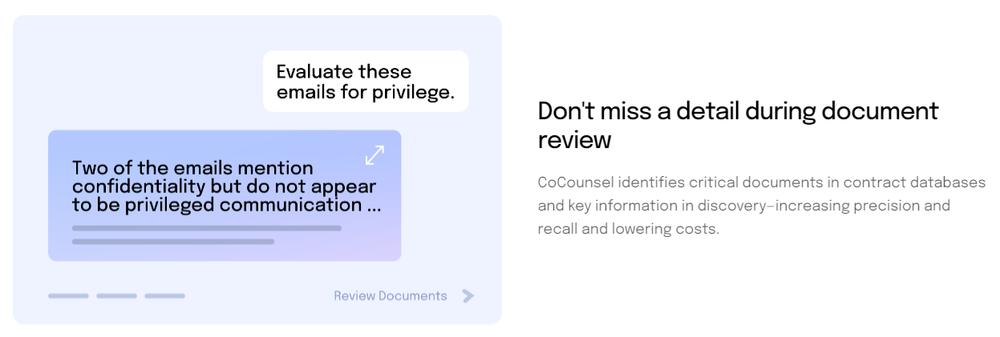 Evaluate these
emails for privilege.
Two of the emails mention
confidentiality but do not appear
to be privileged communication ...
Review Documents
Don't miss a detail during document
review
CoCounsel identifies critical documents in contract databases
and key information in discovery—increasing precision and
recall and lowering costs.